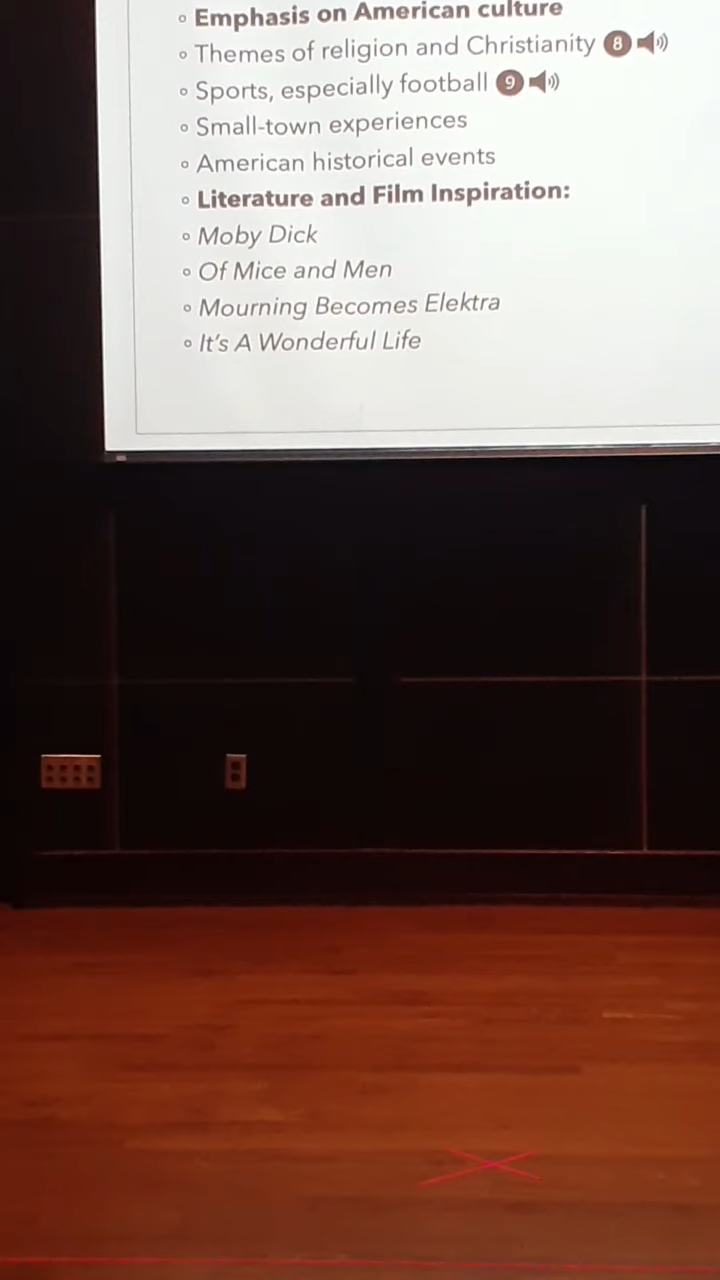 ◦ Emphasis on American culture
◦ Themes of religion and Christianity 8
◦ Sports, especially football 9
◦ Small-town experiences
◦ American historical events
◦ Literature and Film Inspiration:
◦ Moby Dick
◦ Of Mice and Men
◦ Mourning Becomes Elektra
◦ It's A Wonderful Life